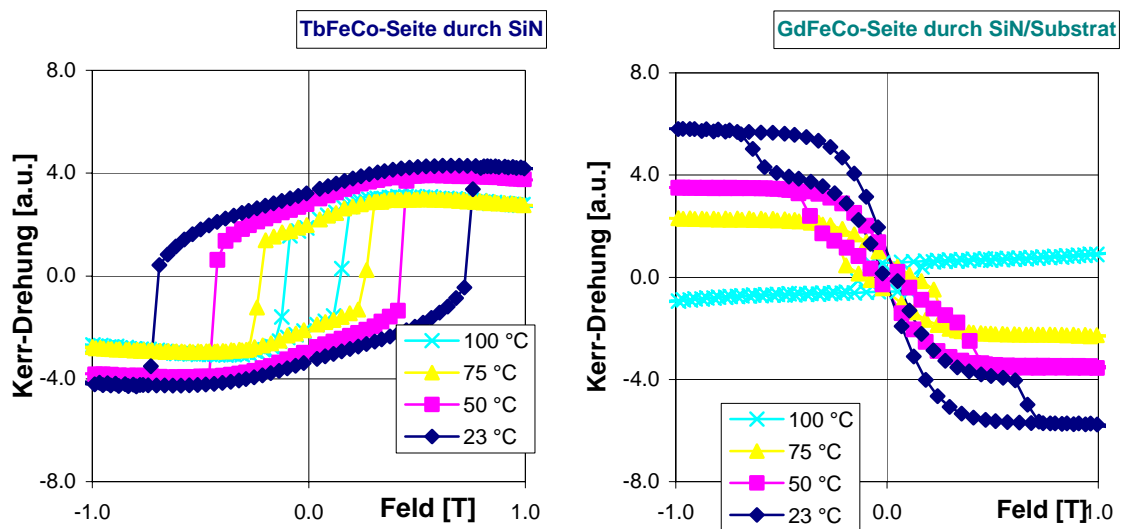 TbFeCo-Seite durch SiN
8.0
4.0
0.0
-4.0
-8.0
Kerr-Drehung [a.u.]
100 °C
75 °C
50 °C
23 °C
-1.0
0.0
Feld [T]
1.0
GdFeCo-Seite durch SiN/Substrat
8.0
4.0
0.0
-4.0
-8.0
Kerr-Drehung [a.u.]
100 °C
75 °C
50 °C
23 °C
-1.0
0.0
Feld [T]
1.0